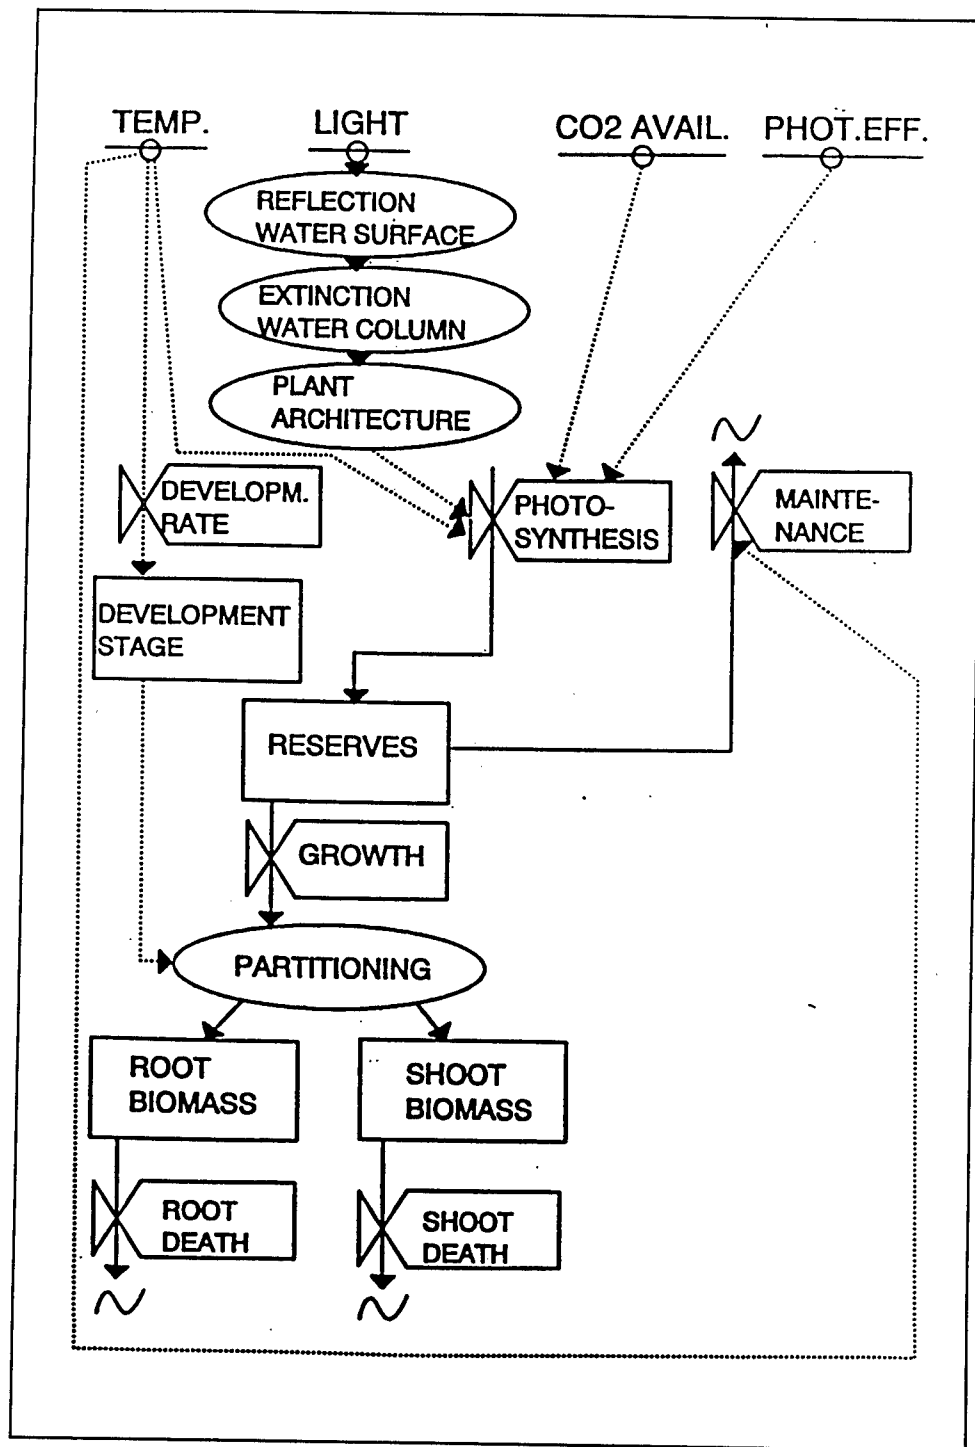 TEMP.
LIGHT
CO2 AVAIL.
PHOT.EFF.
REFLECTION
WATER SURFACE
EXTINCTION
WATER COLUMN
PLANT
ARCHITECTURE
DEVELOPM.
RATE
PHOTO-
SYNTHESIS
MAINTE-
NANCE
DEVELOPMENT
STAGE
RESERVES
GROWTH
PARTITIONING
ROOT
BIOMASS
SHOOT
BIOMASS
ROOT
DEATH
SHOOT
DEATH